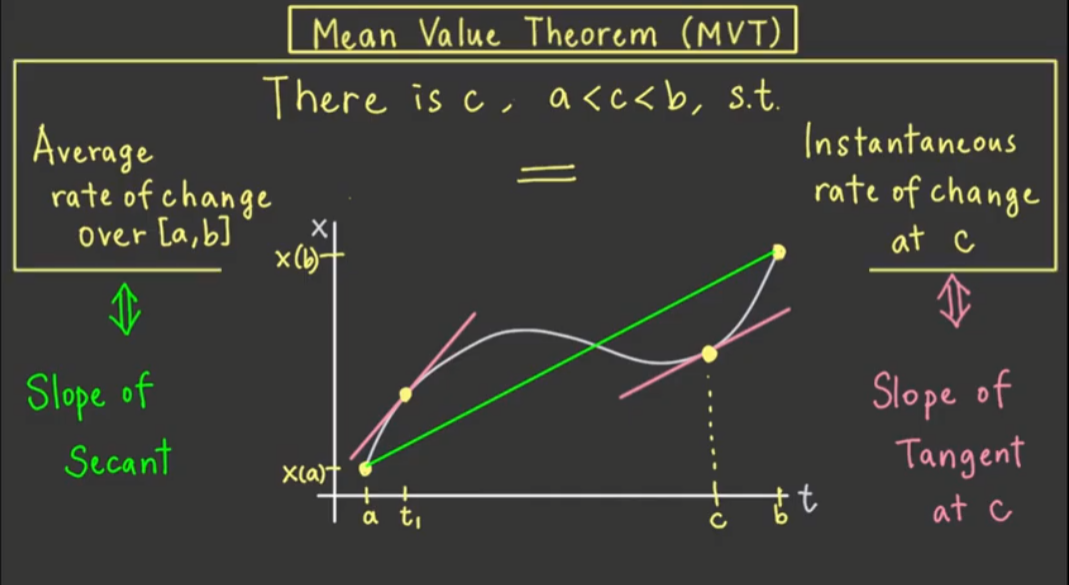 Mean Value Theorem (MVT)
There is c, a<c<b, s.t.
Average
rate of change
over [a,b]
=
Instantaneous
rate of change
at c
⇕
Slope of
Secant
x
x(b)
x(a)
a
t₁
c
b
t
⇕
Slope of
Tangent
at c